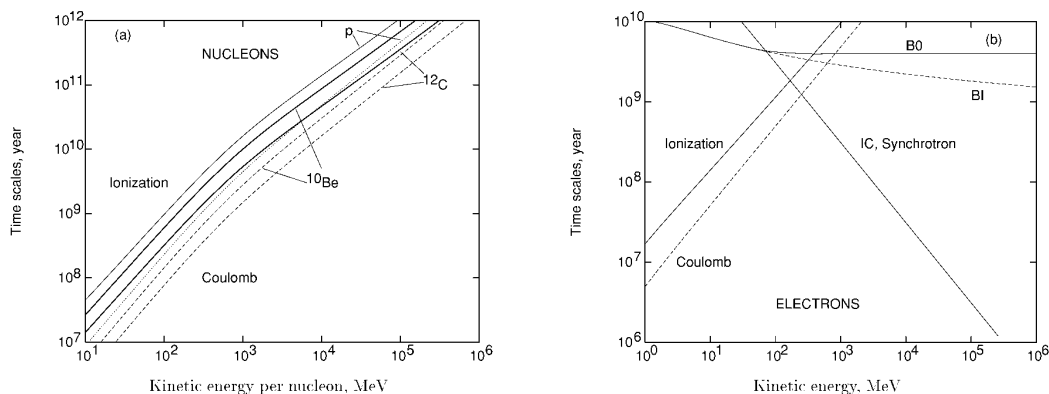 (a)
NUCLEONS
p
12C
10Be
Ionization
Coulomb
Time scales, year
10^12
10^11
10^10
10^9
10^8
10^7
10^1
10^2
10^3
10^4
10^5
10^6
Kinetic energy per nucleon, MeV
(b)
B0
BI
Ionization
IC, Synchrotron
Coulomb
ELECTRONS
Time scales, year
10^10
10^9
10^8
10^7
10^6
10^0
10^1
10^2
10^3
10^4
10^5
10^6
Kinetic energy, MeV